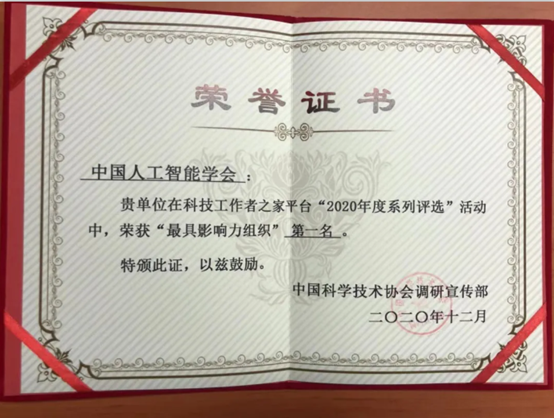 荣誉证书
中国人工智能学会：
贵单位在科技工作者之家平台“2020年度系列评选”活动
中，荣获“最具影响力组织”第一名。
特颁此证，以兹鼓励。
中国科学技术协会调研宣传部
二〇二〇年十二月